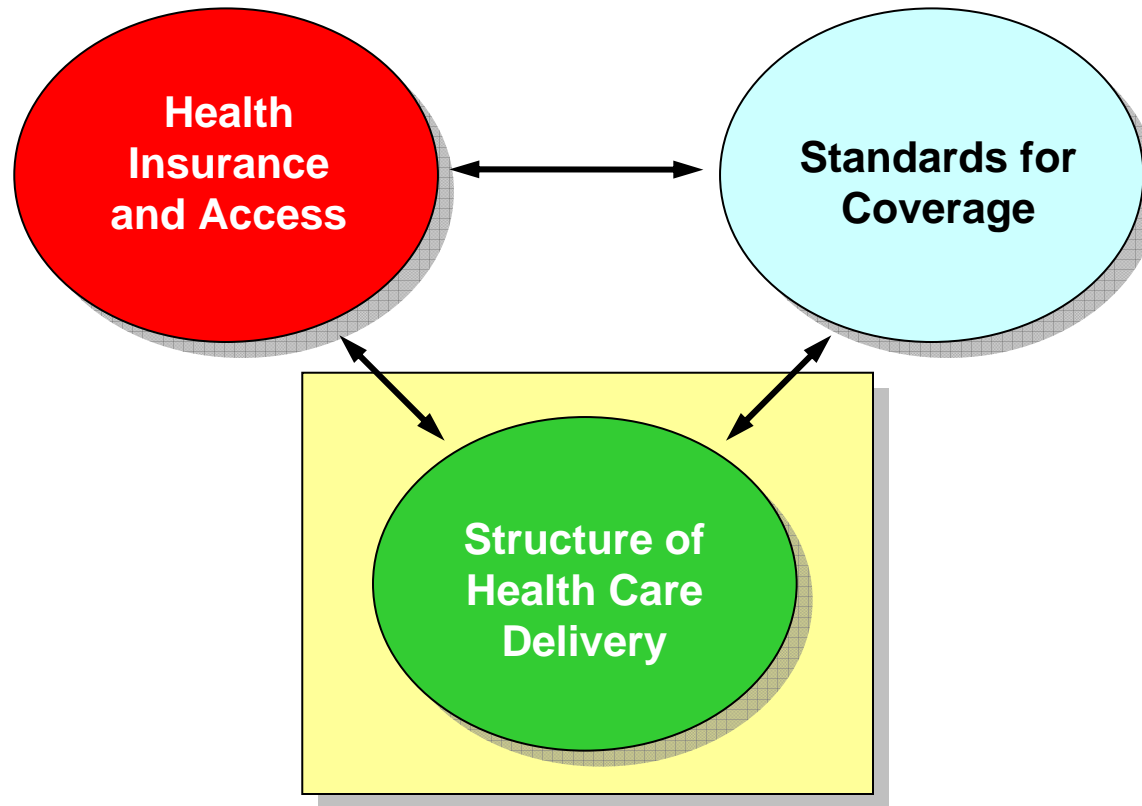 Health
Insurance
and Access
Standards for
Coverage
Structure of
Health Care
Delivery